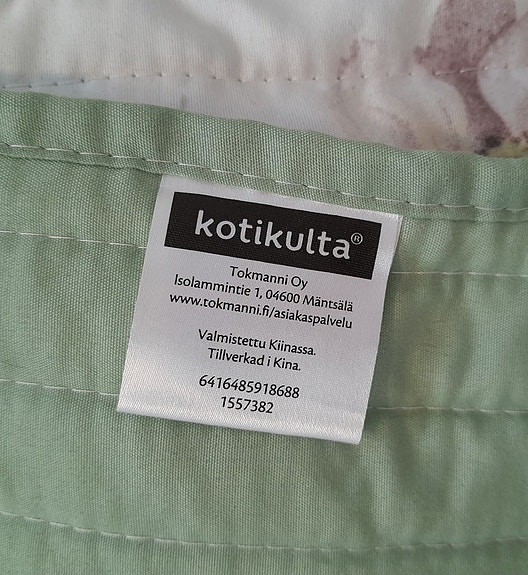 kotikulta®
Tokmanni Oy
Isolammintie 1, 04600 Mäntsälä
www.tokmanni.fi/asiakaspalvelu
Valmistettu Kiinassa.
Tillverkad i Kina.
6416485918688
1557382